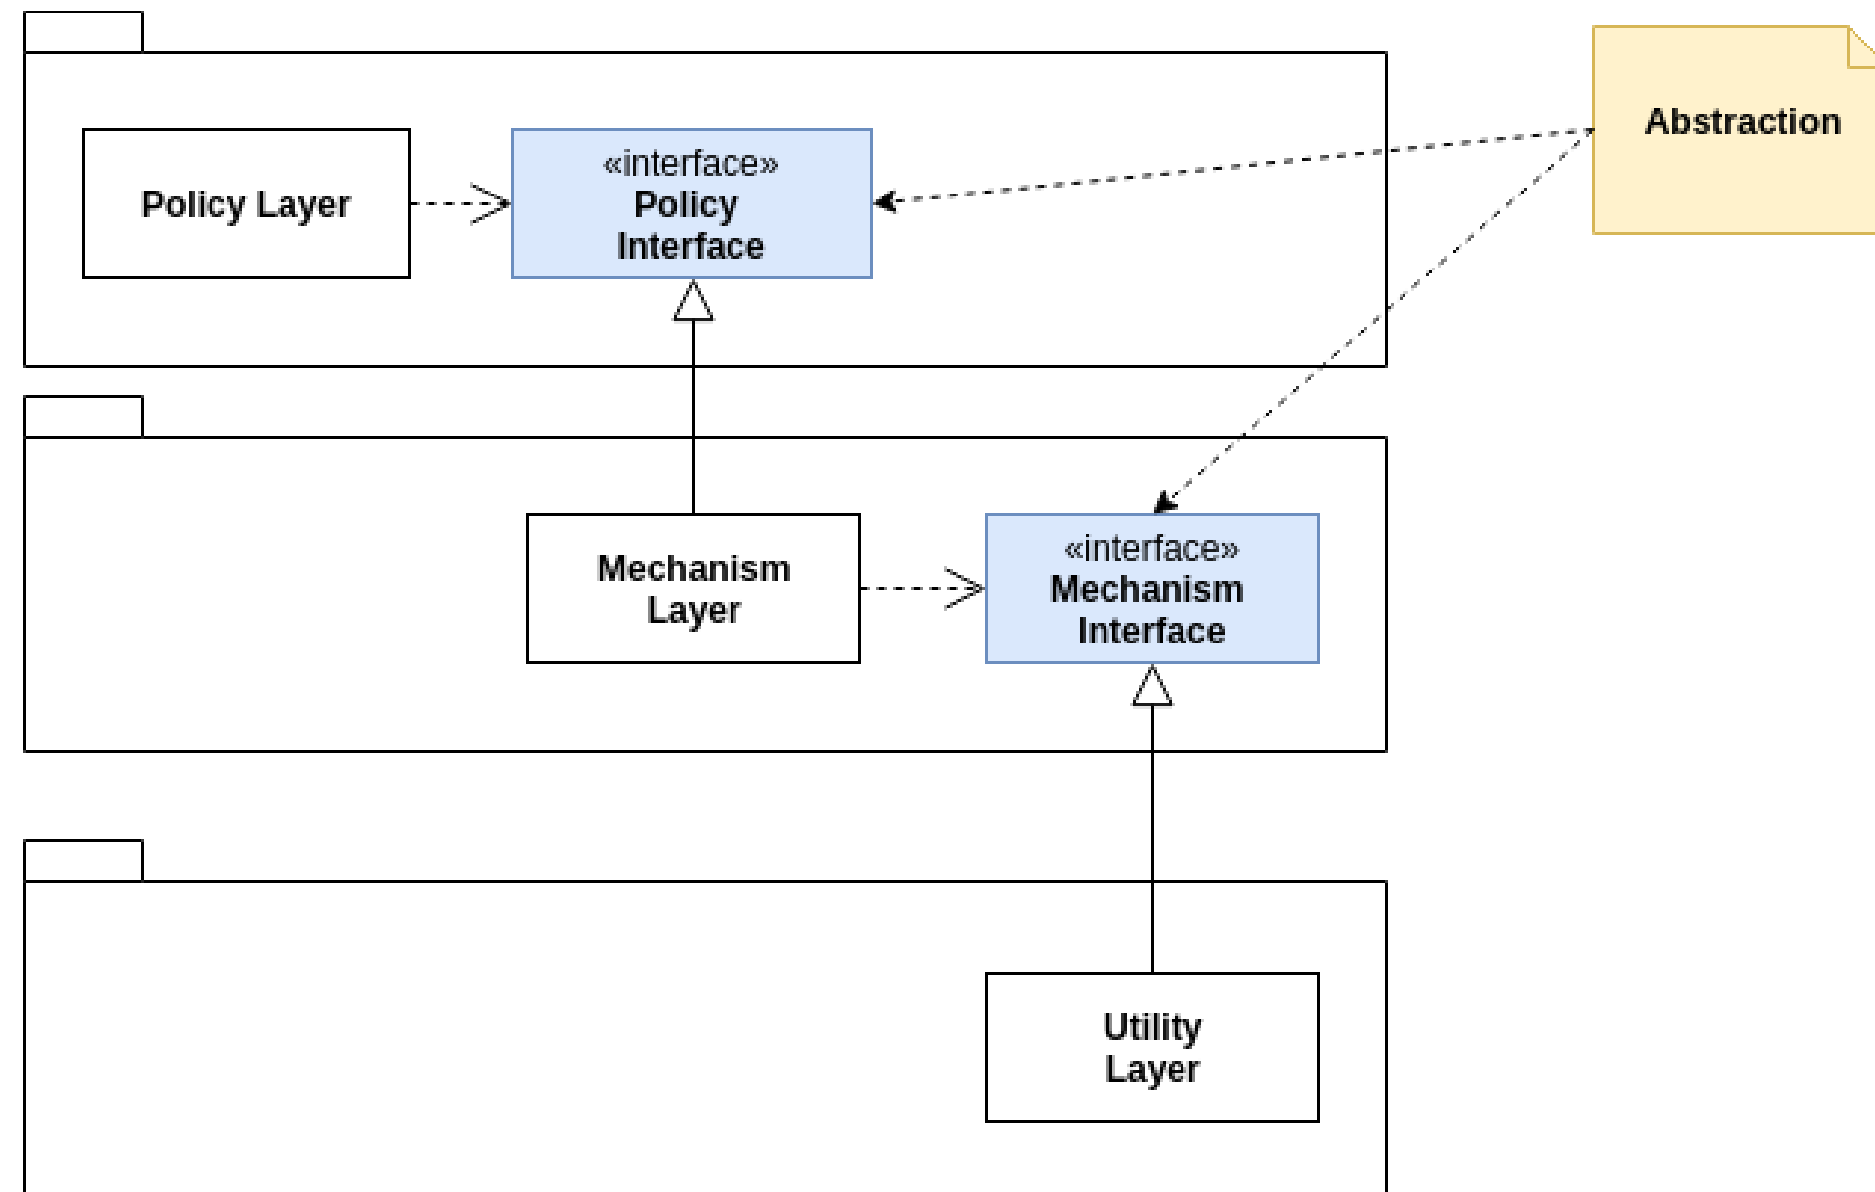 Abstraction
Policy Layer
«interface»
Policy
Interface
Mechanism
Layer
«interface»
Mechanism
Interface
Utility
Layer